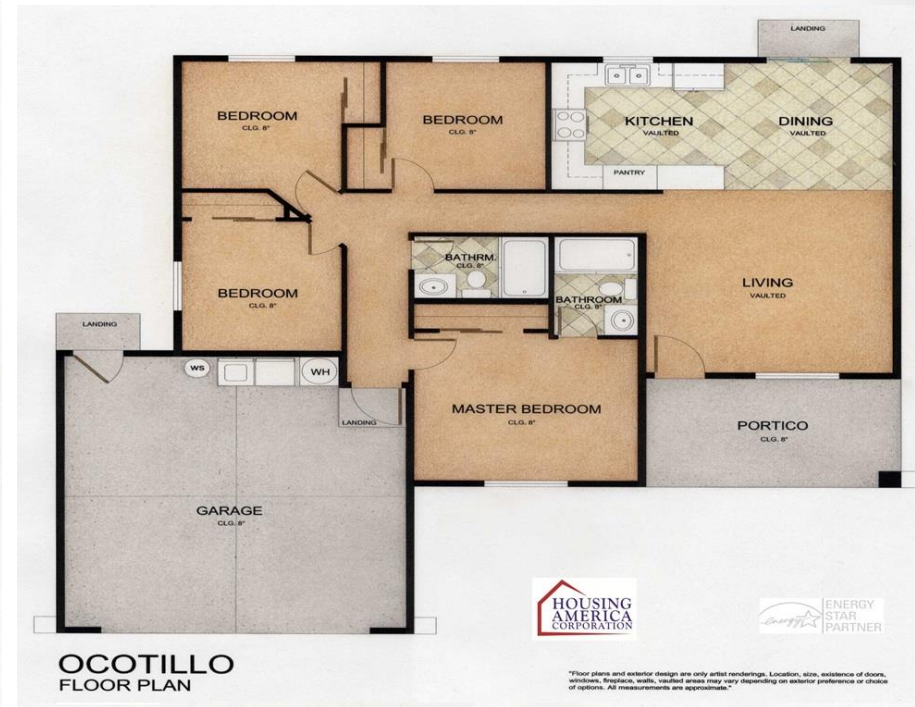 LANDING
BEDROOM
CLG. 8"
BEDROOM
CLG. 8"
KITCHEN
VAULTED
DINING
VAULTED
PANTRY
BATHRM.
CLG. 8"
BEDROOM
CLG. 8"
BATHROOM
CLG. 8"
LIVING
VAULTED
LANDING
WS
WH
MASTER BEDROOM
CLG. 8"
LANDING
PORTICO
CLG. 8"
GARAGE
CLG. 8"
HOUSING
AMERICA
CORPORATION
energy
ENERGY
STAR
PARTNER
OCOTILLO
FLOOR PLAN
"Floor plans and exterior design are only artist renderings. Location, size, existence of doors,
windows, fireplace, walls, vaulted areas may vary depending on exterior preference or choice
of options. All measurements are approximate."